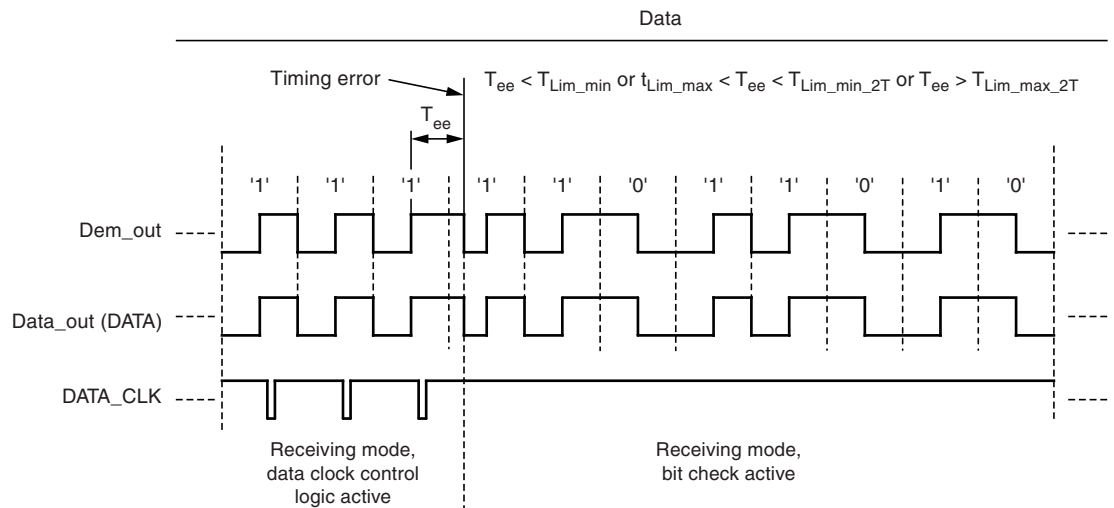 Data
Timing error
T_ee < T_Lim_min or t_Lim_max < T_ee < T_Lim_min_2T or T_ee > T_Lim_max_2T
T_ee
'1' '1' '1' '1' '1' '0' '1' '1' '0' '1' '0'
Dem_out
Data_out (DATA)
DATA_CLK
Receiving mode,
data clock control
logic active
Receiving mode,
bit check active